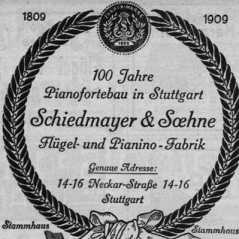 1809 1909
100 Jahre
Pianofortebau in Stuttgart
Schiedmayer & Soehne
Flügel- und Pianino-Fabrik
Genaue Adresse:
14-16 Neckar-Straße 14-16
Stuttgart
Stammhaus Stammhaus